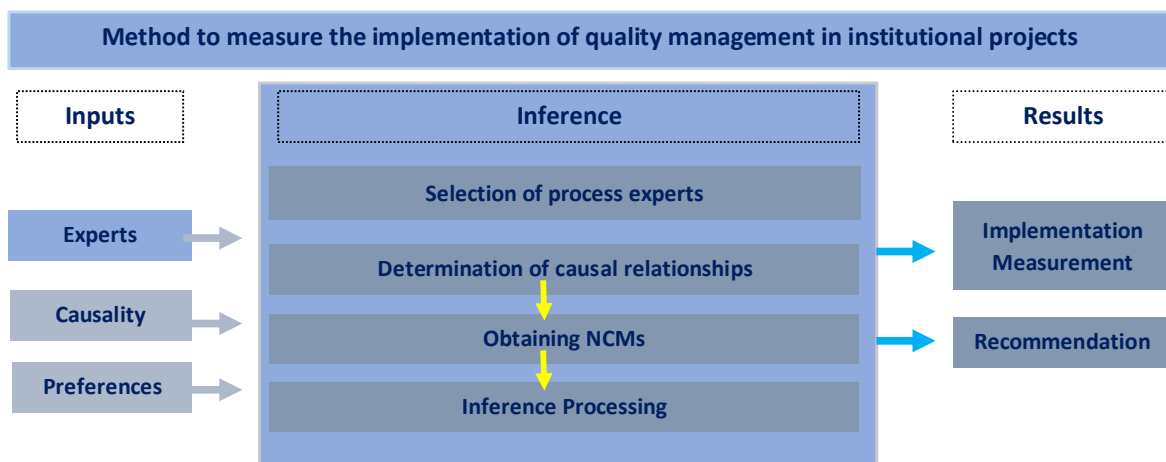 Method to measure the implementation of quality management in institutional projects
Inputs
Inference
Results
Selection of process experts
Experts
Implementation
Measurement
Determination of causal relationships
Causality
Obtaining NCMs
Recommendation
Preferences
Inference Processing